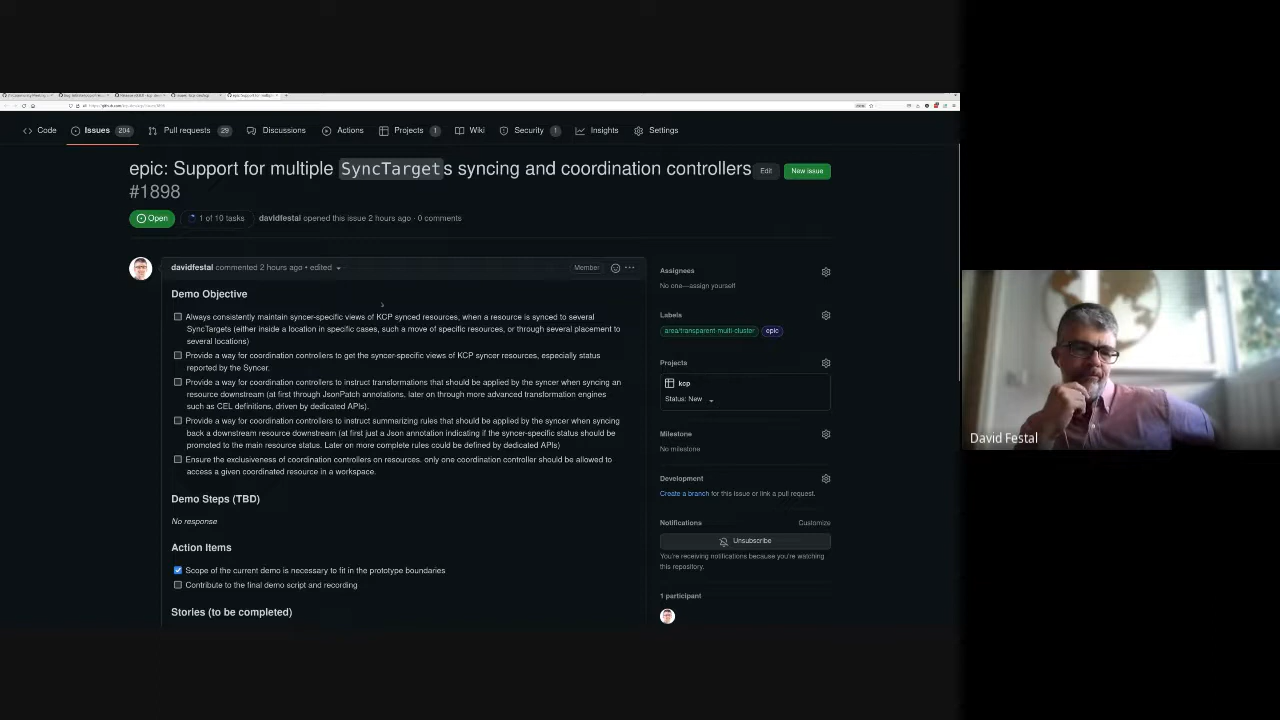 Code Issues 204 Pull requests 29 Discussions Actions Projects 1 Wiki Security 1 Insights Settings
epic: Support for multiple SyncTargets syncing and coordination controllers Edit New issue
#1898
Open 1 of 10 tasks davidfestal opened this issue 2 hours ago · 0 comments
davidfestal commented 2 hours ago • edited Member
Demo Objective
Always consistently maintain syncer-specific views of KCP synced resources, when a resource is synced to several
SyncTargets (either inside a location in specific cases, such a move of specific resources, or through several placement to
several locations)
Provide a way for coordination controllers to get the syncer-specific views of KCP syncer resources, especially status
reported by the Syncer.
Provide a way for coordination controllers to instruct transformations that should be applied by the syncer when syncing an
resource downstream (at first through JsonPatch annotations, later on through more advanced transformation engines
such as CEL definitions, driven by dedicated APIs).
Provide a way for coordination controllers to instruct summarizing rules that should be applied by the syncer when syncing
back a downstream resource downstream (at first just a Json annotation indicating if the syncer-specific status should be
promoted to the main resource status. Later on more complete rules could be defined by dedicated APIs)
Ensure the exclusiveness of coordination controllers on resources. only one coordination controller should be allowed to
access a given coordinated resource in a workspace.
Demo Steps (TBD)
No response
Action Items
Scope of the current demo is necessary to fit in the prototype boundaries
Contribute to the final demo script and recording
Stories (to be completed)
Assignees
No one—assign yourself
Labels
area/transparent-multi-cluster epic
Projects
kcp
Status: New
Milestone
No milestone
Development
Create a branch for this issue or link a pull request.
Notifications Customize
Unsubscribe
You're receiving notifications because you're watching
this repository.
1 participant
David Festal